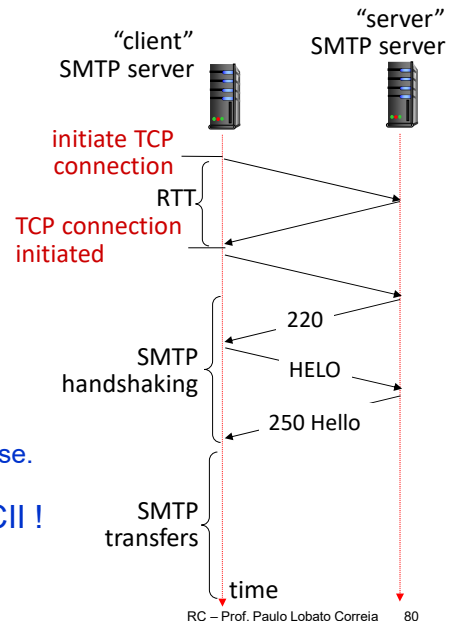 “client”
SMTP server
“server”
SMTP server
initiate TCP
connection
RTT
TCP connection
initiated
220
SMTP
handshaking
HELO
250 Hello
SMTP
transfers
time
RC – Prof. Paulo Lobato Correia 80